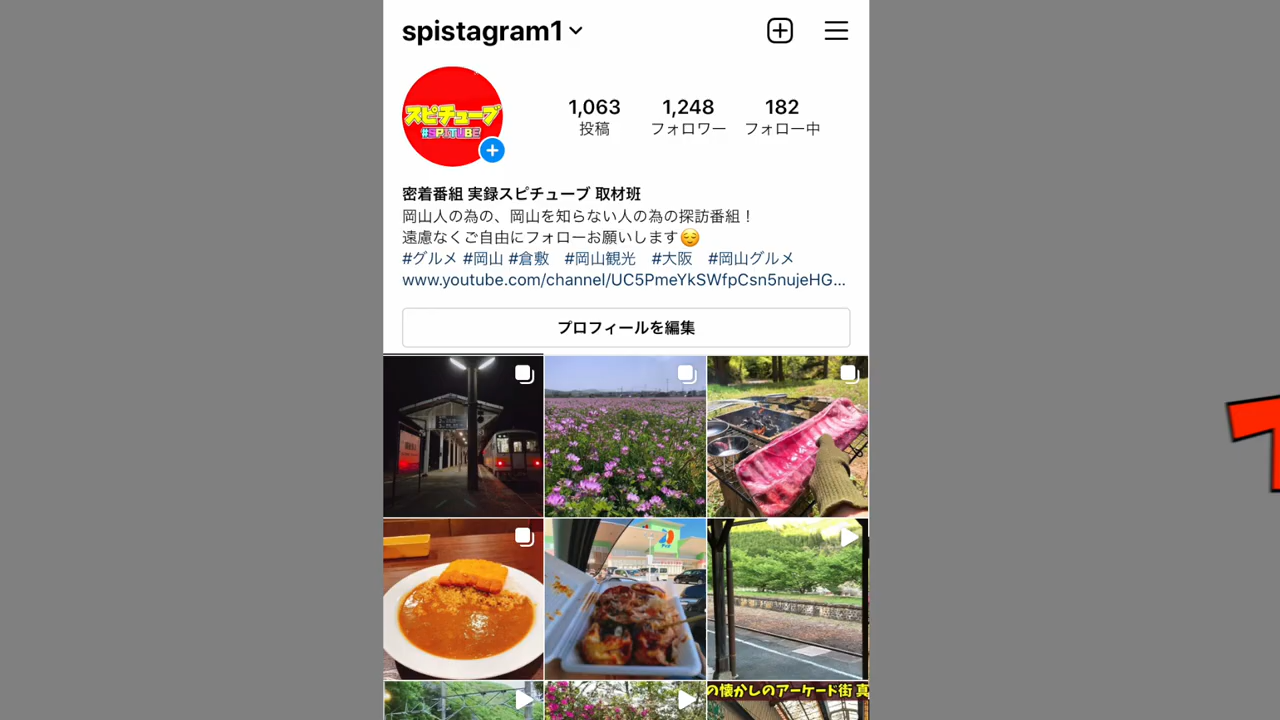 spistagram1
スピチューブ
#SPITUBE
1,063
投稿
1,248
フォロワー
182
フォロー中
密着番組 実録スピチューブ 取材班
岡山人の為の、岡山を知らない人の為の探訪番組！
遠慮なくご自由にフォローお願いします😌
#グルメ #岡山 #倉敷　#岡山観光　#大阪　#岡山グルメ
www.youtube.com/channel/UC5PmeYkSWfpCsn5nujeHG...
プロフィールを編集
の懐かしのアーケード街 真